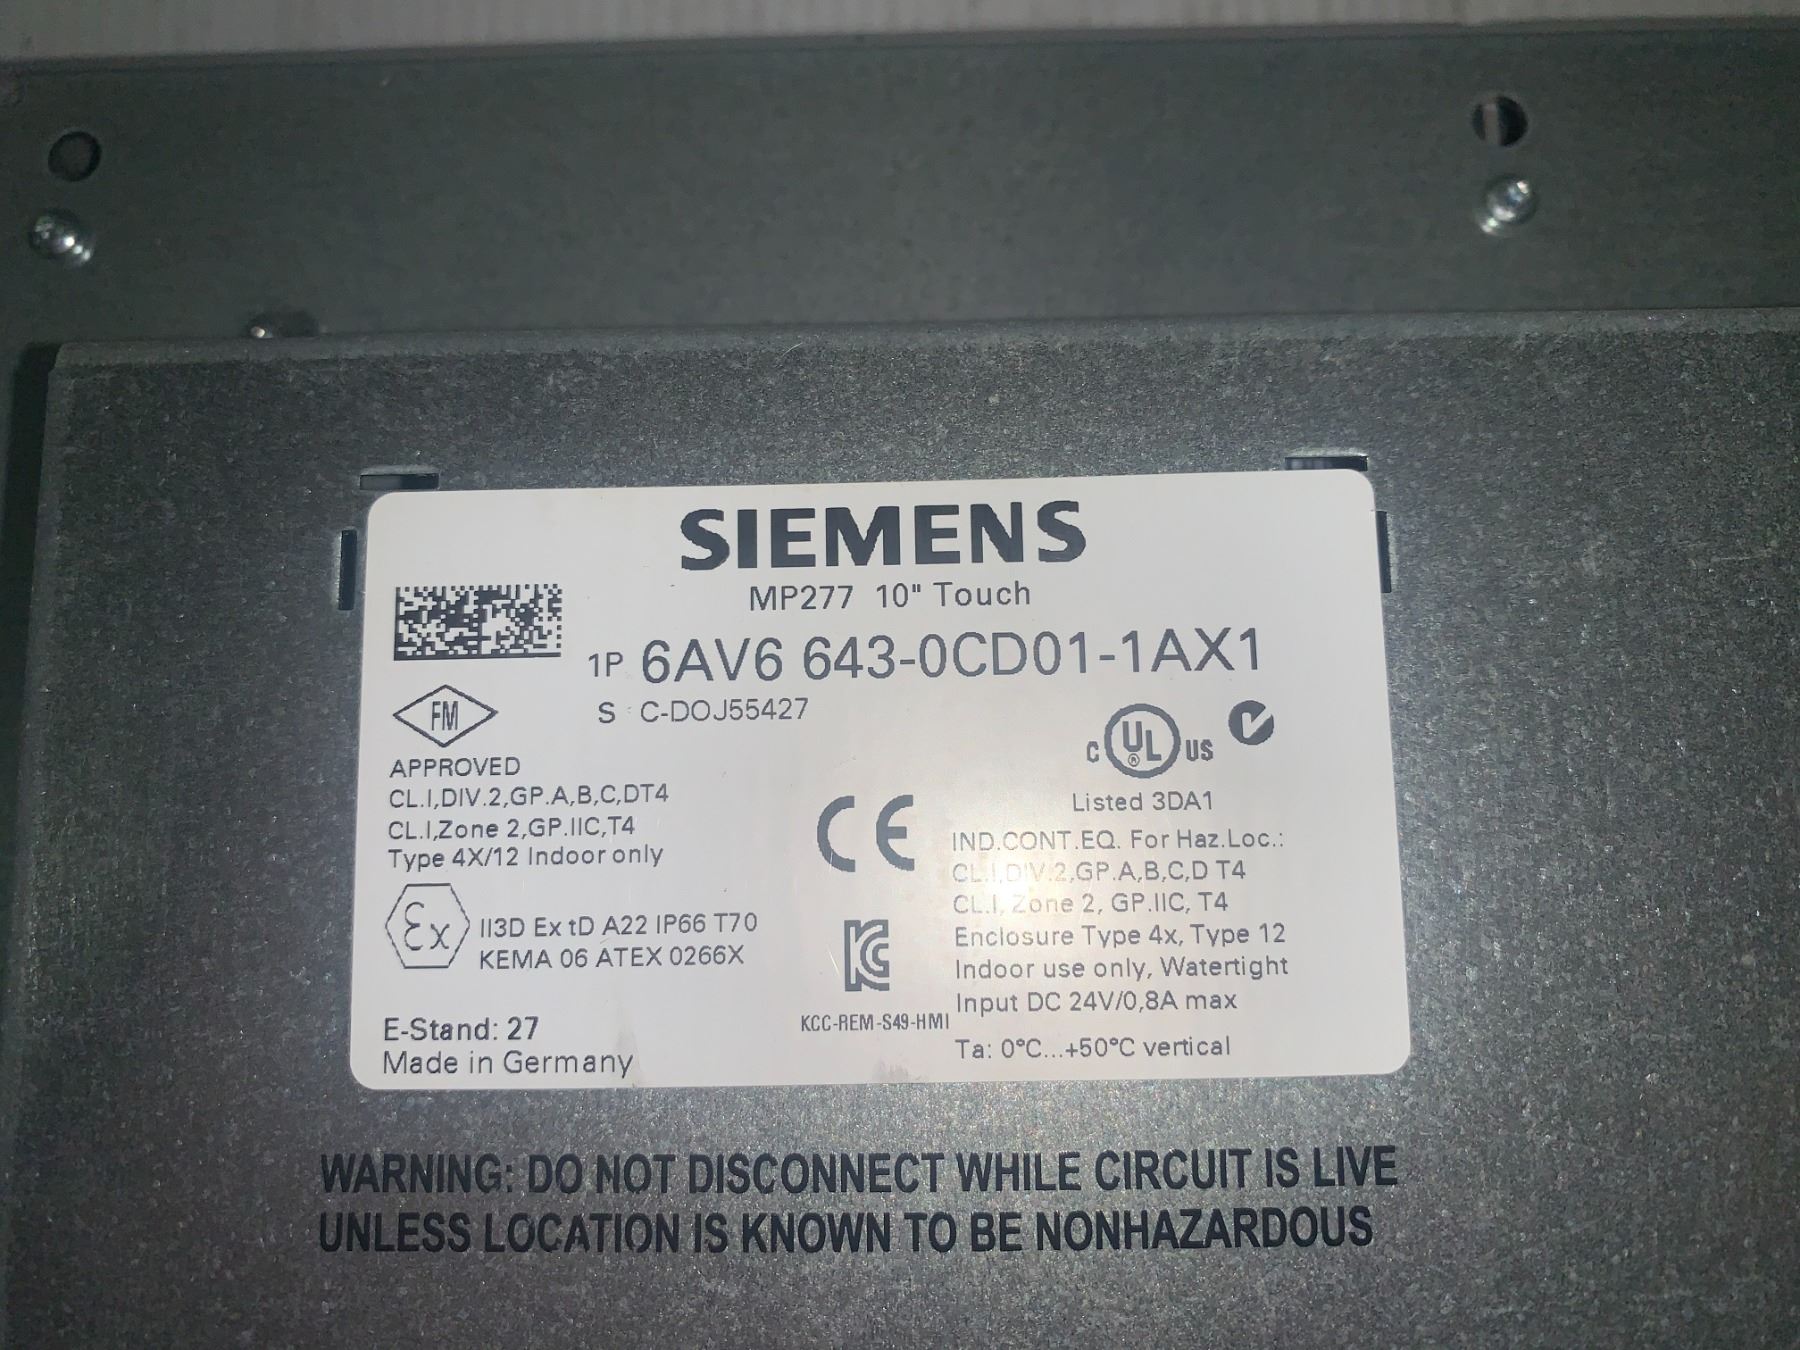 SIEMENS
MP277 10" Touch
1P 6AV6 643-0CD01-1AX1
S C-DOJ55427
FM
APPROVED
CL.I,DIV.2,GP.A,B,C,DT4
CL.I,Zone 2,GP.IIC,T4
Type 4X/12 Indoor only
Ex II3D Ex tD A22 IP66 T70
KEMA 06 ATEX 0266X
E-Stand: 27
Made in Germany
CE
KC
KCC-REM-S49-HMI
C UL ® US
Listed 3DA1
IND.CONT.EQ. For Haz.Loc.:
CL.I,DIV.2,GP.A,B,C,D T4
CL.I, Zone 2, GP.IIC, T4
Enclosure Type 4x, Type 12
Indoor use only, Watertight
Input DC 24V/0,8A max
Ta: 0°C...+50°C vertical
WARNING: DO NOT DISCONNECT WHILE CIRCUIT IS LIVE
UNLESS LOCATION IS KNOWN TO BE NONHAZARDOUS